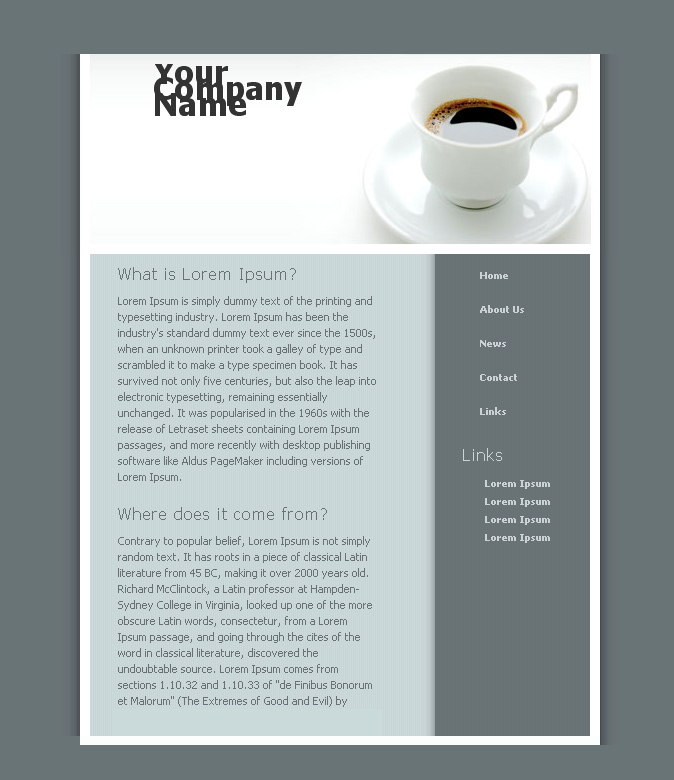 Your
Company
Name
What is Lorem Ipsum?
Lorem Ipsum is simply dummy text of the printing and
typesetting industry. Lorem Ipsum has been the
industry's standard dummy text ever since the 1500s,
when an unknown printer took a galley of type and
scrambled it to make a type specimen book. It has
survived not only five centuries, but also the leap into
electronic typesetting, remaining essentially
unchanged. It was popularised in the 1960s with the
release of Letraset sheets containing Lorem Ipsum
passages, and more recently with desktop publishing
software like Aldus PageMaker including versions of
Lorem Ipsum.
Where does it come from?
Contrary to popular belief, Lorem Ipsum is not simply
random text. It has roots in a piece of classical Latin
literature from 45 BC, making it over 2000 years old.
Richard McClintock, a Latin professor at Hampden-
Sydney College in Virginia, looked up one of the more
obscure Latin words, consectetur, from a Lorem
Ipsum passage, and going through the cites of the
word in classical literature, discovered the
undoubtable source. Lorem Ipsum comes from
sections 1.10.32 and 1.10.33 of "de Finibus Bonorum
et Malorum" (The Extremes of Good and Evil) by
Home
About Us
News
Contact
Links
Links
Lorem Ipsum
Lorem Ipsum
Lorem Ipsum
Lorem Ipsum